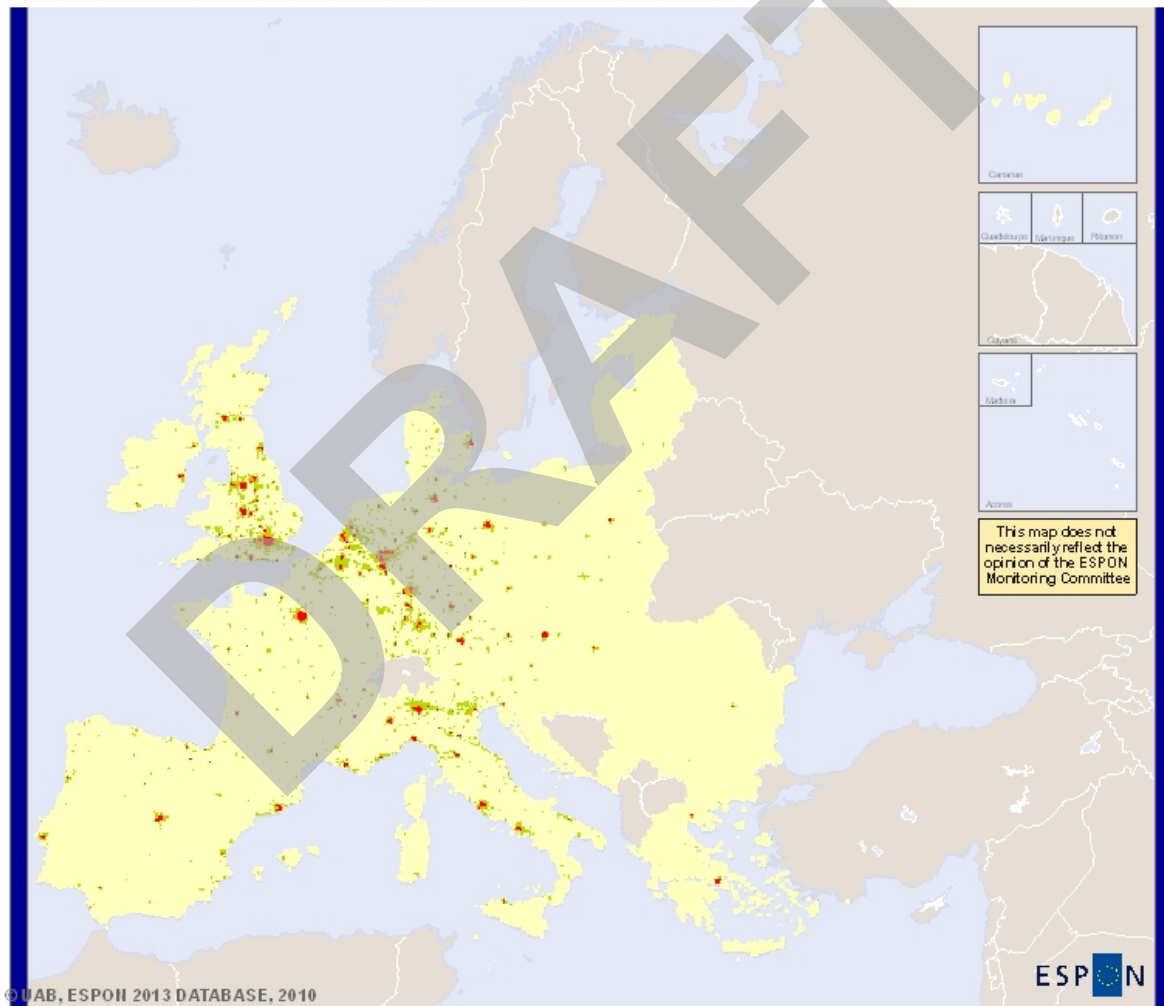 DRAFT
Canarias
Guadeloupe
Martinique
Réunion
Guyane
Madeira
Azores
This map does not
necessarily reflect the
opinion of the ESPON
Monitoring Committee
ESPON
© UAB, ESPON 2013 DATABASE, 2010